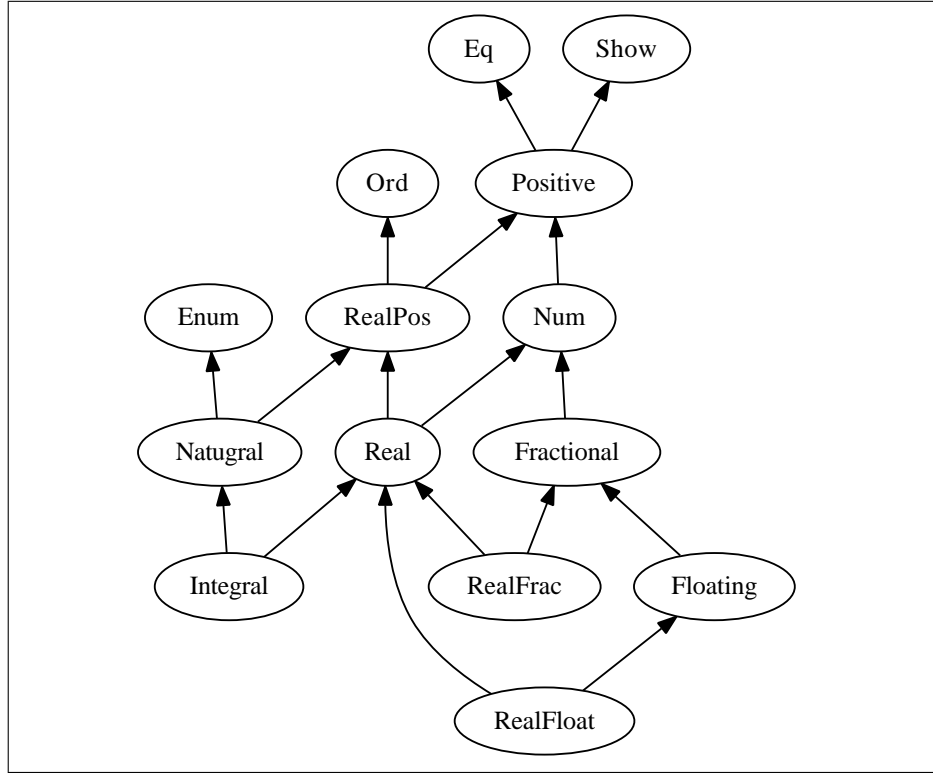 Eq
Show
Ord
Positive
Enum
RealPos
Num
Natugral
Real
Fractional
Integral
RealFrac
Floating
RealFloat